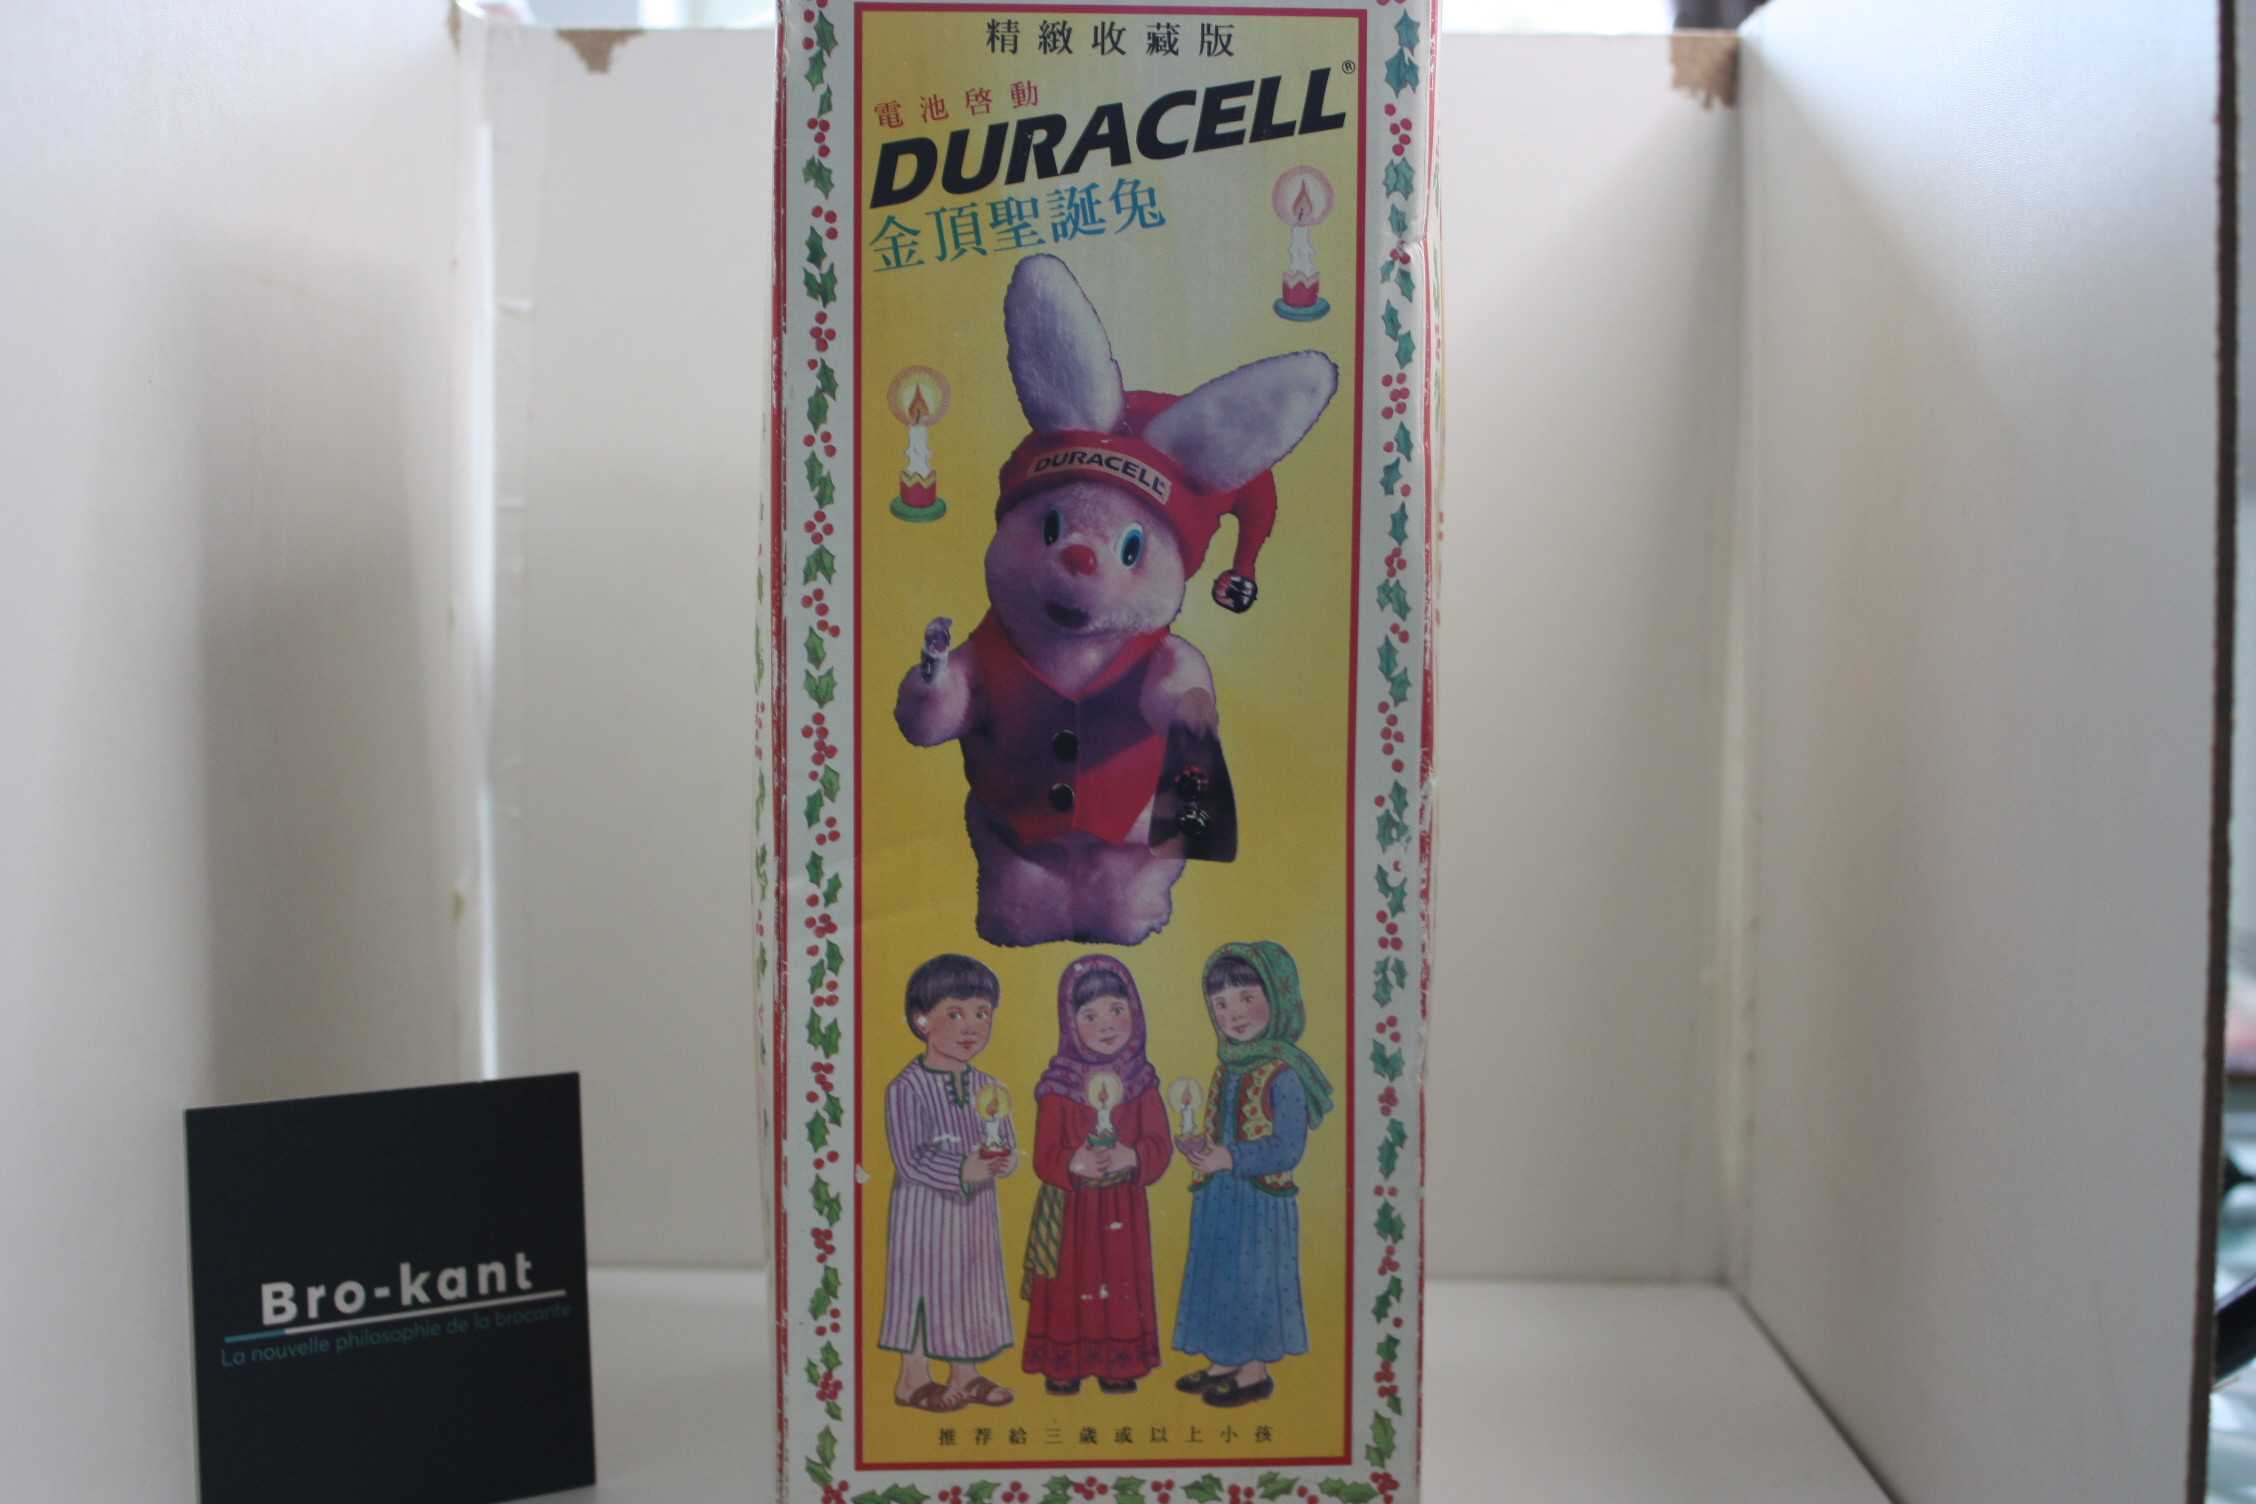 精緻收藏版
電池啓動
DURACELL®
金頂聖誕兔
DURACELL
推荐給三歲或以上小孩
Bro-kant
La nouvelle philosophie de la brocante